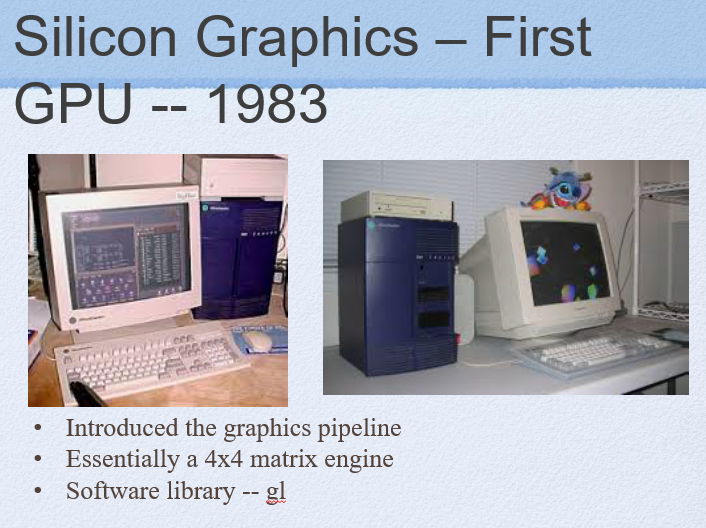 Silicon Graphics – First
GPU -- 1983
• Introduced the graphics pipeline
• Essentially a 4x4 matrix engine
• Software library -- gl